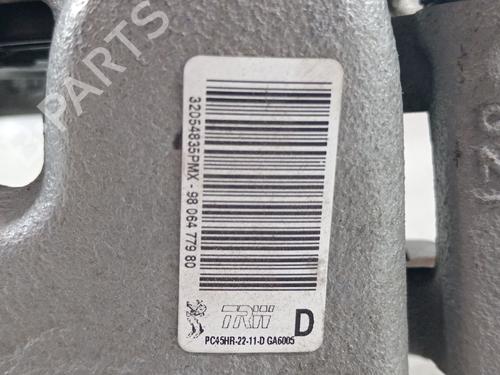 32054835PMX - 98 064 779 80
TRW
D
PC45HR-22-11-D GA6005
B PARTS